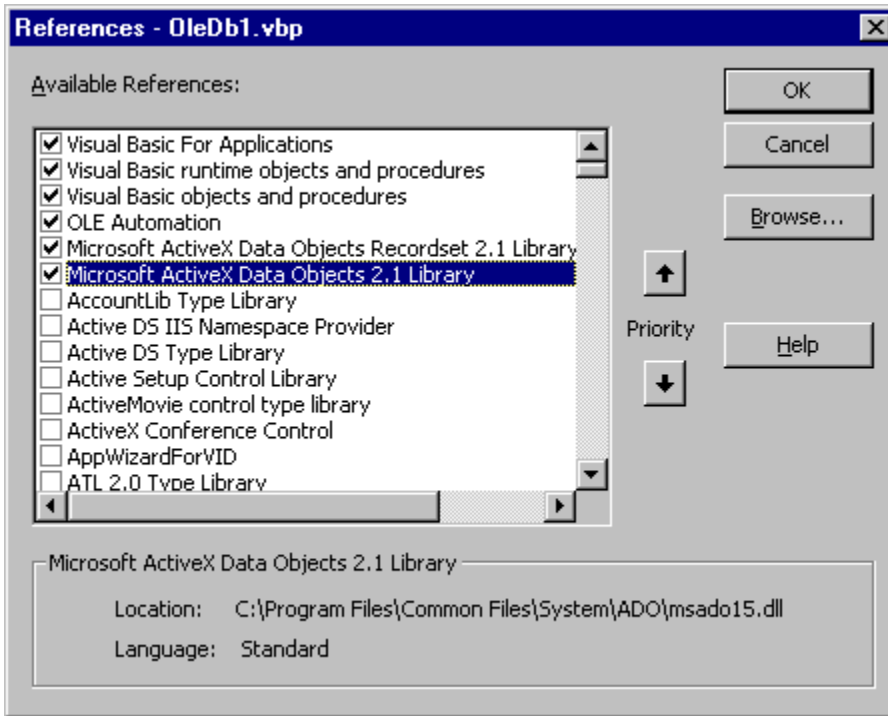 References - OleDb1.vbp
Available References:
Visual Basic For Applications
Visual Basic runtime objects and procedures
Visual Basic objects and procedures
OLE Automation
Microsoft ActiveX Data Objects Recordset 2.1 Library
Microsoft ActiveX Data Objects 2.1 Library
AccountLib Type Library
Active DS IIS Namespace Provider
Active DS Type Library
Active Setup Control Library
ActiveMovie control type library
ActiveX Conference Control
AppWizardForVID
ATL 2.0 Type Library
OK
Cancel
Browse...
Priority
Help
Microsoft ActiveX Data Objects 2.1 Library
Location: C:\Program Files\Common Files\System\ADO\msado15.dll
Language: Standard